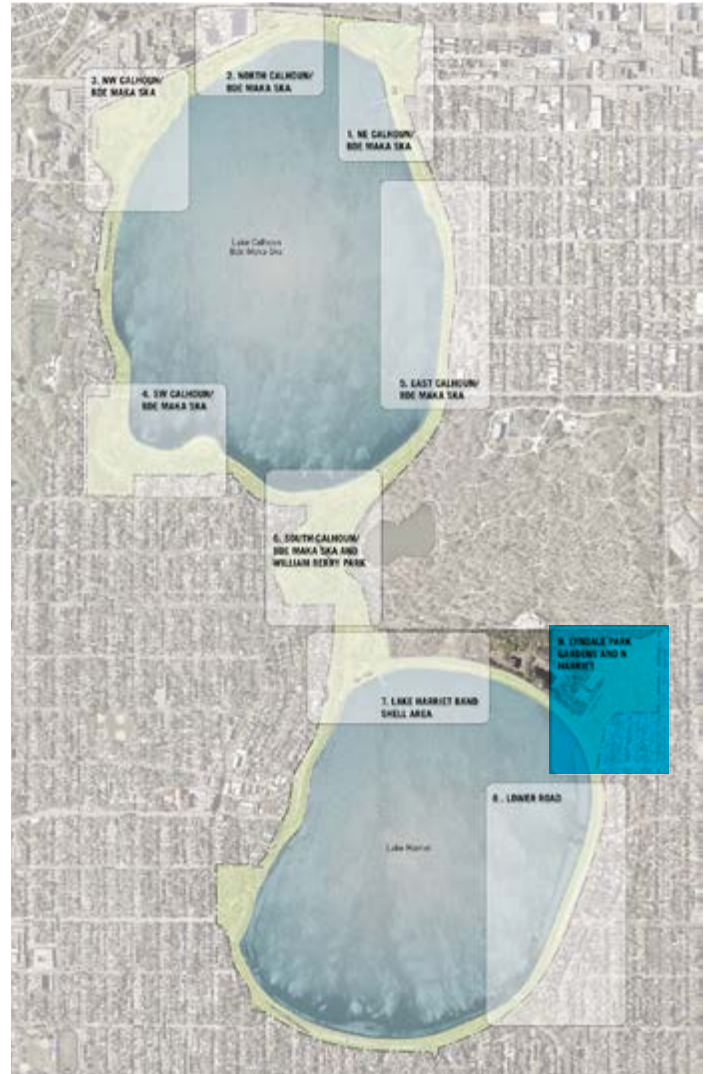 2. NORTH CALHOUN/
BDE MAKA SKA
3. NW CALHOUN/
BDE MAKA SKA
1. NE CALHOUN/
BDE MAKA SKA
Lake Calhoun
Bde Maka Ska
5. EAST CALHOUN/
BDE MAKA SKA
4. SW CALHOUN/
BDE MAKA SKA
6. SOUTH CALHOUN/
BDE MAKA SKA AND
WILLIAM BERRY PARK
9. LYNDALE PARK
GARDENS AND N
HARRIET
7. LAKE HARRIET BAND
SHELL AREA
8. LOWER ROAD
Lake Harriet